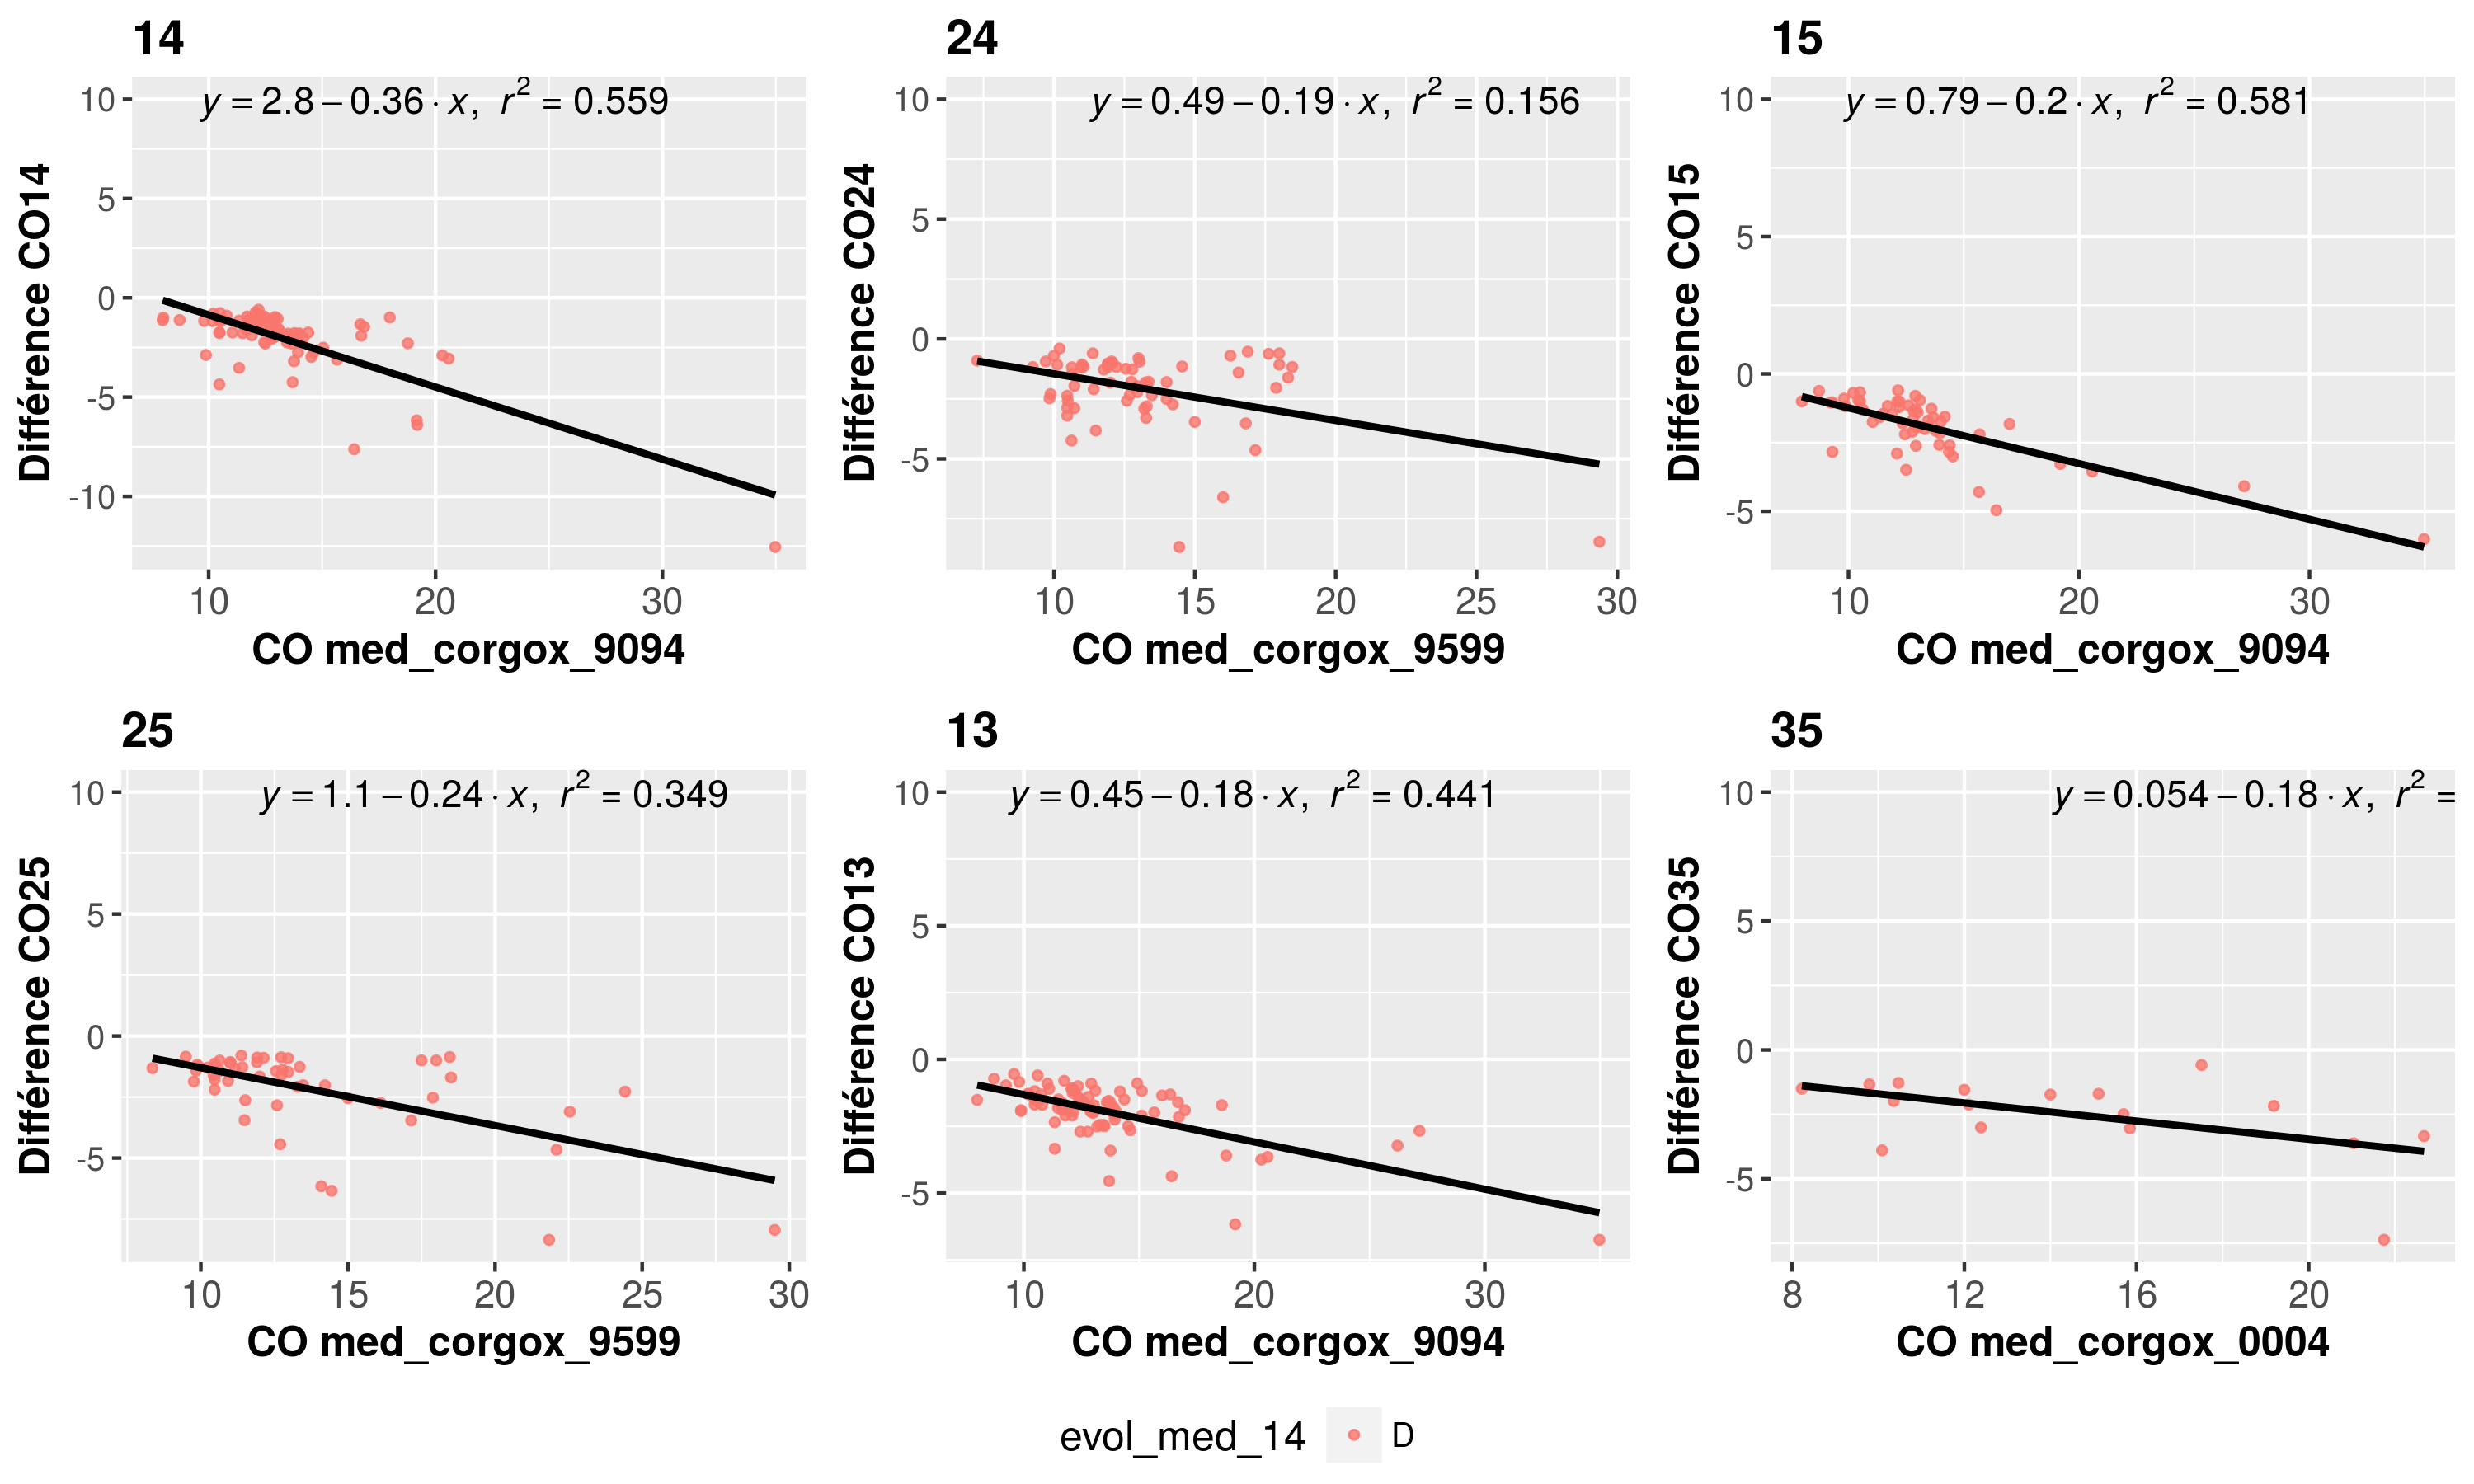 14
y = 2.8 − 0.36 · x, r² = 0.559
10
5
0
-5
-10
Différence CO14
10 20 30
CO med_corgox_9094
24
y = 0.49 − 0.19 · x, r² = 0.156
10
5
0
-5
Différence CO24
10 15 20 25 30
CO med_corgox_9599
15
y = 0.79 − 0.2 · x, r² = 0.581
10
5
0
-5
Différence CO15
10 20 30
CO med_corgox_9094
25
y = 1.1 − 0.24 · x, r² = 0.349
10
5
0
-5
Différence CO25
10 15 20 25 30
CO med_corgox_9599
13
y = 0.45 − 0.18 · x, r² = 0.441
10
5
0
-5
Différence CO13
10 20 30
CO med_corgox_9094
35
y = 0.054 − 0.18 · x, r² =
10
5
0
-5
Différence CO35
8 12 16 20
CO med_corgox_0004
evol_med_14 D